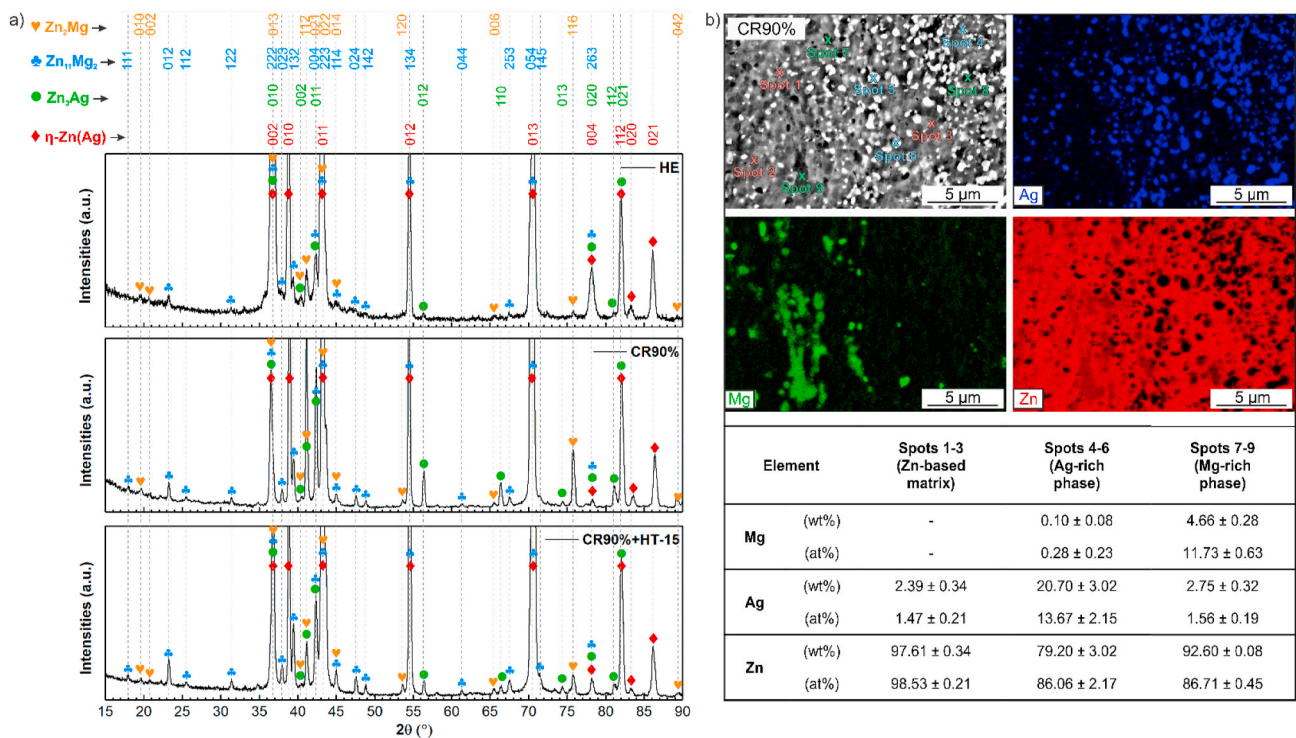 a)
♥ Zn₂Mg →
010 002 013 112 021 022 014 120 006 116 042
♣ Zn₁₁Mg₂ →
111 012 112 122 222 023 132 004 223 114 024 142 134 044 253 054 145 263
● Zn₃Ag →
010 002 011 012 110 013 020 112 021
♦ η-Zn(Ag) →
002 010 011 012 013 004 112 020 021
HE
Intensities (a.u.)
CR90%
Intensities (a.u.)
CR90%+HT-15
Intensities (a.u.)
15 20 25 30 35 40 45 50 55 60 65 70 75 80 85 90
2θ (°)
b)
CR90%
Spot 7
Spot 4
Spot 1
Spot 5
Spot 8
Spot 3
Spot 6
Spot 2
Spot 9
5 µm
Ag
5 µm
Mg
5 µm
Zn
5 µm
Element
Spots 1-3 (Zn-based matrix)
Spots 4-6 (Ag-rich phase)
Spots 7-9 (Mg-rich phase)
Mg
(wt%) - 0.10 ± 0.08 4.66 ± 0.28
(at%) - 0.28 ± 0.23 11.73 ± 0.63
Ag
(wt%) 2.39 ± 0.34 20.70 ± 3.02 2.75 ± 0.32
(at%) 1.47 ± 0.21 13.67 ± 2.15 1.56 ± 0.19
Zn
(wt%) 97.61 ± 0.34 79.20 ± 3.02 92.60 ± 0.08
(at%) 98.53 ± 0.21 86.06 ± 2.17 86.71 ± 0.45